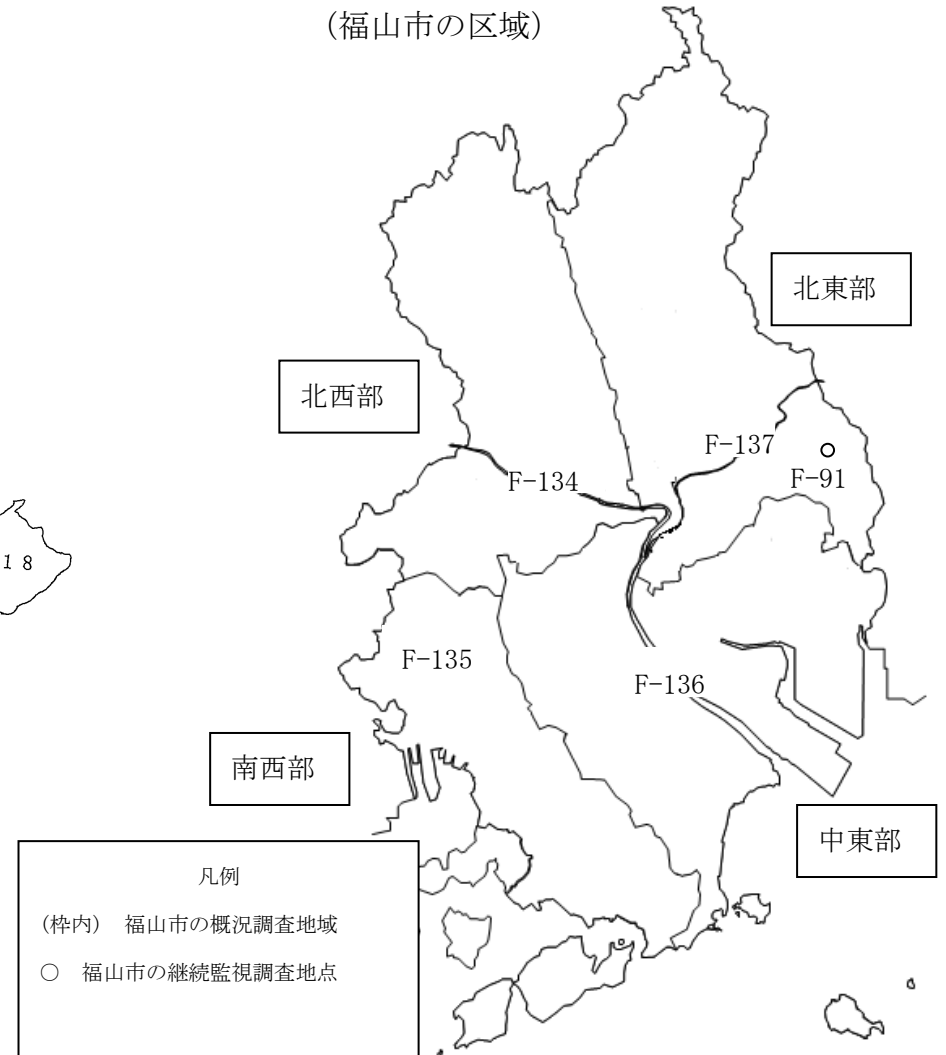 (福山市の区域)
北東部
北西部
F-137
F-91
F-134
18
F-135
F-136
南西部
中東部
凡例
(枠内) 福山市の概況調査地域
○ 福山市の継続監視調査地点